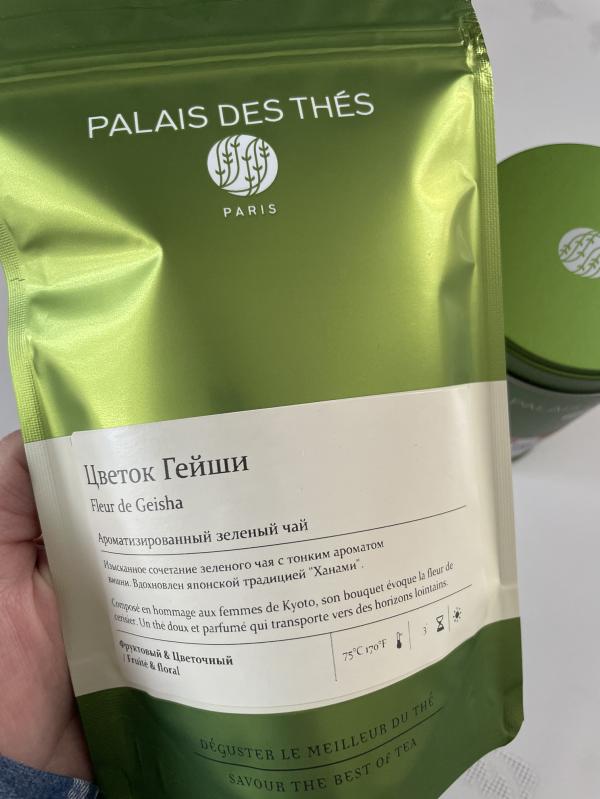 PALAIS DES THÉS
PARIS
Цветок Гейши
Fleur de Geisha
Ароматизированный зеленый чай
Изысканное сочетание зеленого чая с тонким ароматом
вишни. Вдохновлен японской традицией "Ханами".
Composé en hommage aux femmes de Kyoto, son bouquet évoque la fleur de
cerisier. Un thé doux et parfumé qui transporte vers des horizons lointains.
Фруктовый & Цветочный
/ Fruité & floral
75°C 170°F
3'
DÉGUSTER LE MEILLEUR DU THÉ
SAVOUR THE BEST OF TEA
PALAIS